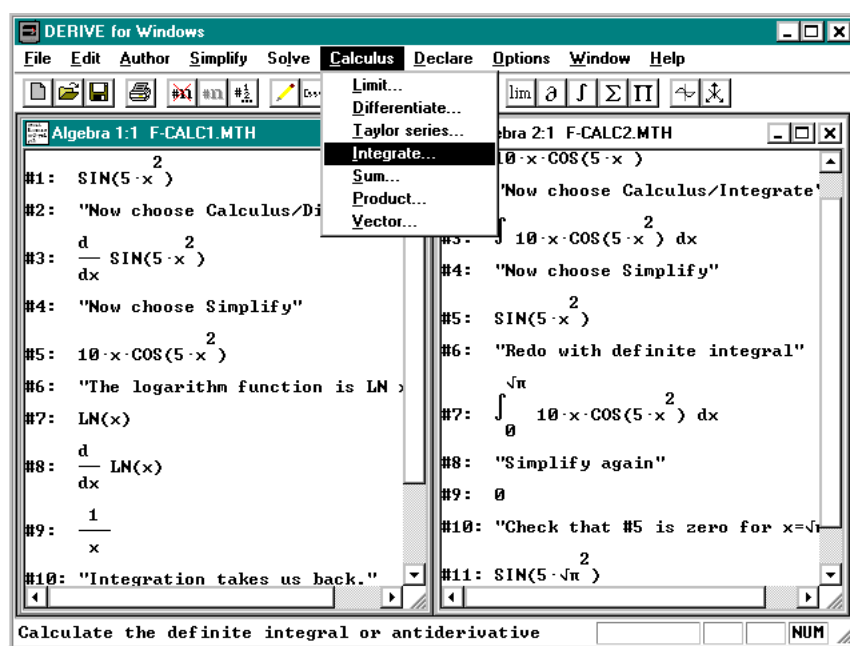 DERIVE for Windows
File Edit Author Simplify Solve Calculus Declare Options Window Help
lim ∂ ∫ Σ Π
Limit...
Differentiate...
Taylor series...
Integrate...
Sum...
Product...
Vector...
Algebra 1:1 F-CALC1.MTH
#1: SIN(5·x²)
#2: "Now choose Calculus/Di
#3: d/dx SIN(5·x²)
#4: "Now choose Simplify"
#5: 10·x·COS(5·x²)
#6: "The logarithm function is LN x
#7: LN(x)
#8: d/dx LN(x)
#9: 1/x
#10: "Integration takes us back."
ebra 2:1 F-CALC2.MTH
10·x·COS(5·x )
"Now choose Calculus/Integrate"
#3: ∫ 10·x·COS(5·x²) dx
#4: "Now choose Simplify"
#5: SIN(5·x²)
#6: "Redo with definite integral"
#7: ∫₀^√π 10·x·COS(5·x²) dx
#8: "Simplify again"
#9: 0
#10: "Check that #5 is zero for x=√π
#11: SIN(5·√π²)
Calculate the definite integral or antiderivative
NUM